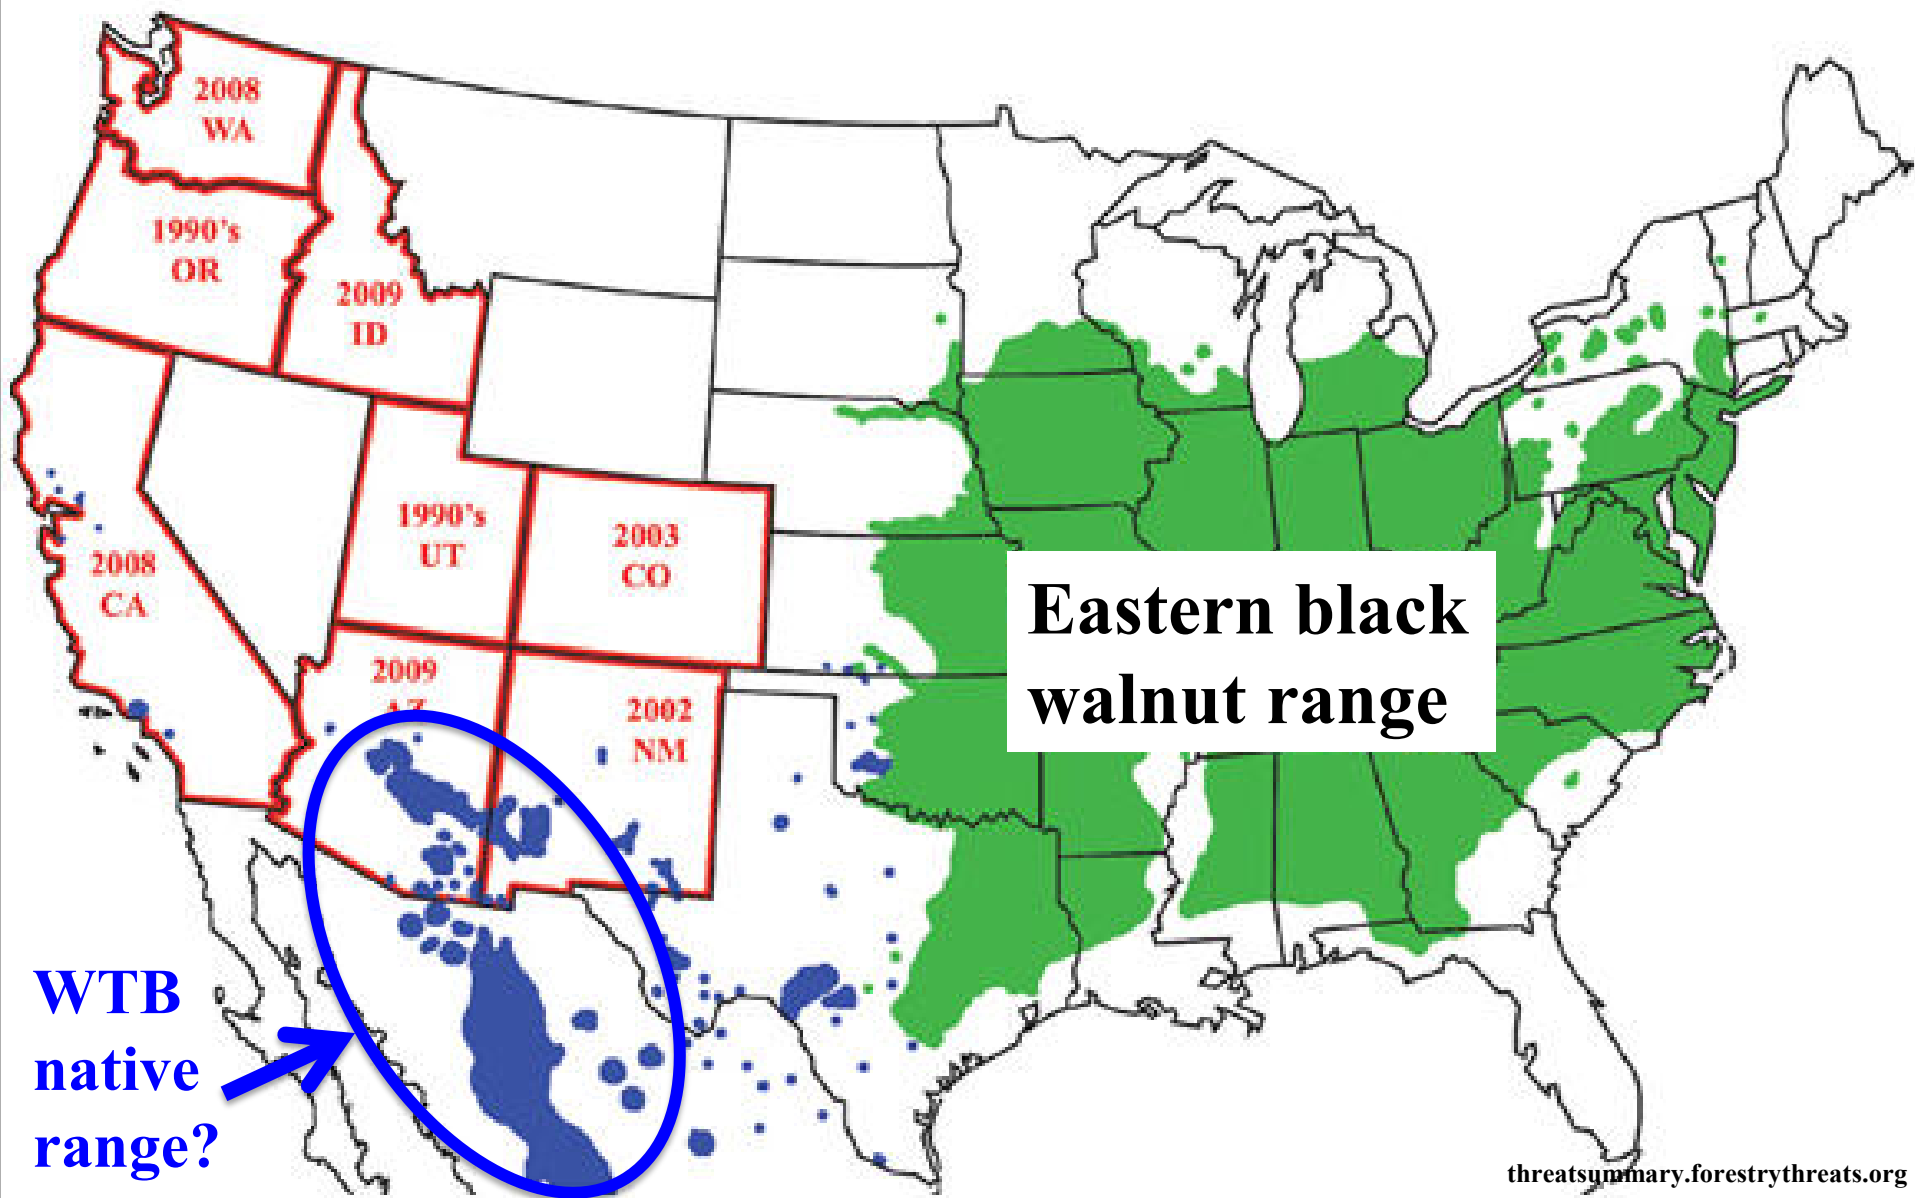 2008
WA
1990's
OR
2009
ID
1990's
UT
2003
CO
2008
CA
2009
AZ
2002
NM
Eastern black
walnut range
WTB
native
range?
threatsummary.forestrythreats.org